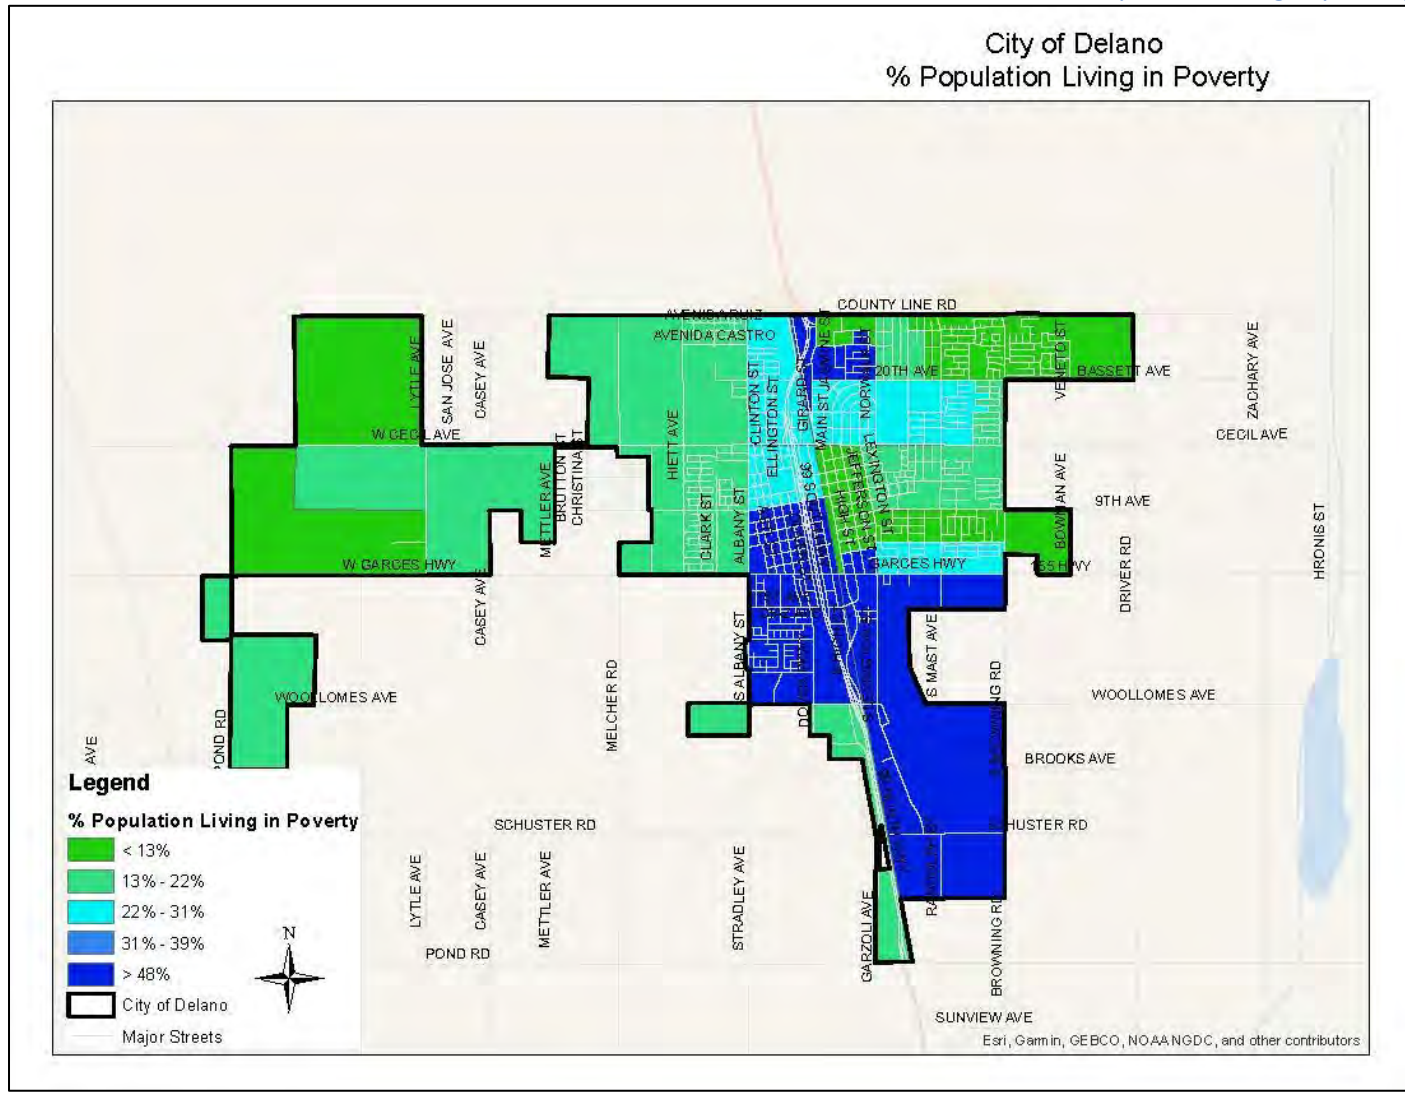 City of Delano
% Population Living in Poverty
COUNTY LINE RD
AVENIDA RUIZ
AVENIDA CASTRO
LYTLE AVE
SAN JOSE AVE
CASEY AVE
W CECIL AVE
HIETT AVE
CLINTON ST
ELLINGTON ST
GIRARD ST
MAIN ST
JASMINE ST
NORWALK ST
20TH AVE
VENETO ST
BASSETT AVE
ZACHARY AVE
CECIL AVE
METTLER AVE
BRUTTON ST
CHRISTINA ST
CLARK ST
ALBANY ST
HIGH ST
JEFFERSON ST
LEXINGTON ST
BOWMAN AVE
9TH AVE
W GARCES HWY
GARCES HWY
155 HWY
DRIVER RD
HRONIS ST
CASEY AVE
S ALBANY ST
S MAST AVE
MELCHER RD
WOOLLOMES AVE
WOOLLOMES AVE
POND RD
AVE
BROOKS AVE
SCHUSTER RD
HUSTER RD
LYTLE AVE
CASEY AVE
METTLER AVE
STRADLEY AVE
GARZOLI AVE
BROWNING RD
POND RD
SUNVIEW AVE
Legend
% Population Living in Poverty
< 13%
13% - 22%
22% - 31%
31% - 39%
> 48%
City of Delano
Major Streets
N
Esri, Garmin, GEBCO, NOAA NGDC, and other contributors